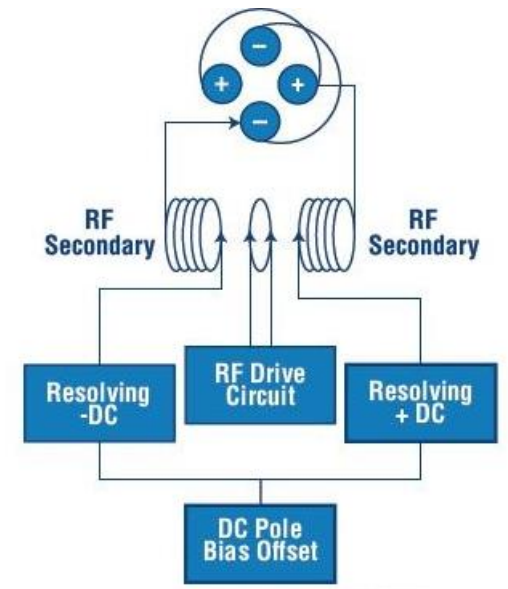 −
+
+
−
RF
Secondary
RF
Secondary
Resolving
-DC
RF Drive
Circuit
Resolving
+ DC
DC Pole
Bias Offset